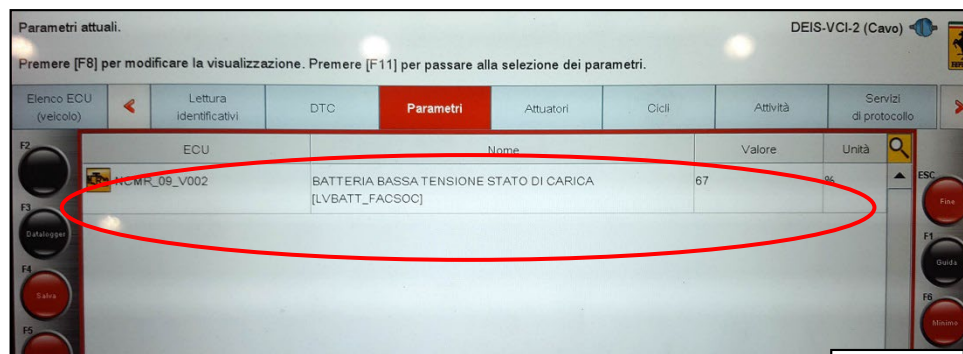 Parametri attuali.
DEIS-VCI-2 (Cavo)
Premere [F8] per modificare la visualizzazione. Premere [F11] per passare alla selezione dei parametri.
Elenco ECU (veicolo)
Lettura identificativi
DTC
Parametri
Attuatori
Cicli
Attività
Servizi di protocollo
F2
ECU
Nome
Valore
Unità
NCMR_09_V002
BATTERIA BASSA TENSIONE STATO DI CARICA
[LVBATT_FACSOC]
67
%
ESC
Fine
F3
Datalogger
F1
Guida
F4
Salva
F6
Minimo
F5